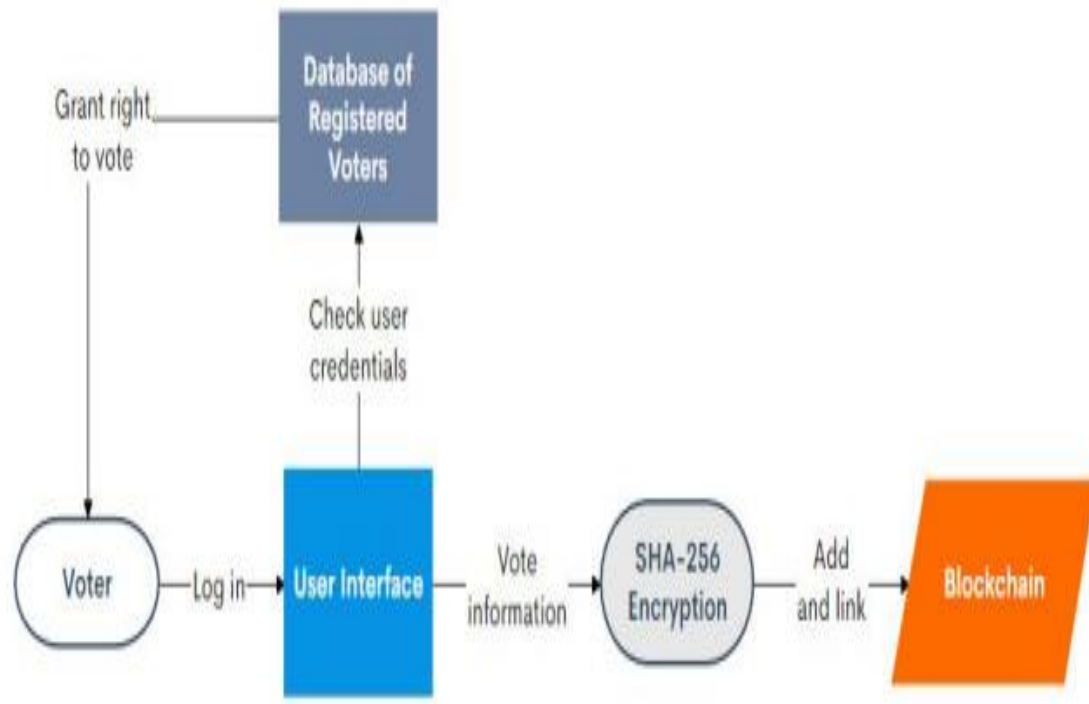 Database of
Registered
Voters
Grant right
to vote
Check user
credentials
Voter
Log in
User Interface
Vote
information
SHA-256
Encryption
Add
and link
Blockchain